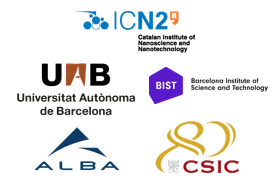 ICN2
Catalan Institute of
Nanoscience and
Nanotechnology
UAB
Universitat Autònoma
de Barcelona
BIST
Barcelona Institute of
Science and Technology
ALBA
80
CSIC